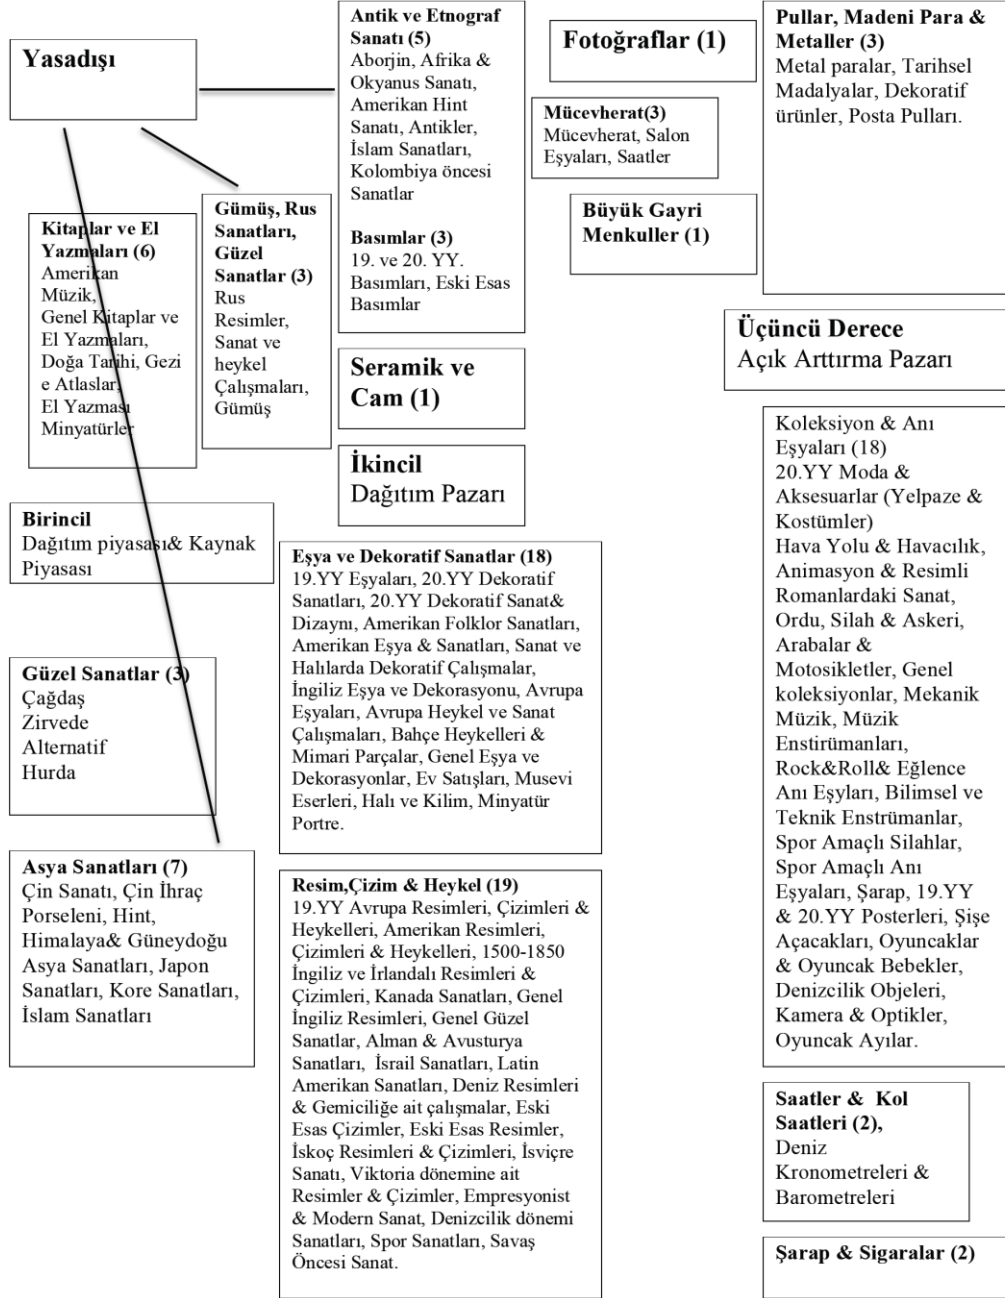 Yasadışı
Antik ve Etnograf
Sanatı (5)
Aborjin, Afrika &
Okyanus Sanatı,
Amerikan Hint
Sanatı, Antikler,
İslam Sanatları,
Kolombiya öncesi
Sanatlar
Basımlar (3)
19. ve 20. YY.
Basımları, Eski Esas
Basımlar
Fotoğraflar (1)
Pullar, Madeni Para &
Metaller (3)
Metal paralar, Tarihsel
Madalyalar, Dekoratif
ürünler, Posta Pulları.
Mücevherat(3)
Mücevherat, Salon
Eşyaları, Saatler
Büyük Gayri
Menkuller (1)
Kitaplar ve El
Yazmaları (6)
Amerikan
Müzik,
Genel Kitaplar ve
El Yazmaları,
Doğa Tarihi, Gezi
e Atlaslar,
El Yazması
Minyatürler
Gümüş, Rus
Sanatları,
Güzel
Sanatlar (3)
Rus
Resimler,
Sanat ve
heykel
Çalışmaları,
Gümüş
Seramik ve
Cam (1)
Üçüncü Derece
Açık Arttırma Pazarı
İkincil
Dağıtım Pazarı
Birincil
Dağıtım piyasası& Kaynak
Piyasası
Eşya ve Dekoratif Sanatlar (18)
19.YY Eşyaları, 20.YY Dekoratif
Sanatları, 20.YY Dekoratif Sanat&
Dizaynı, Amerikan Folklor Sanatları,
Amerikan Eşya & Sanatları, Sanat ve
Halılarda Dekoratif Çalışmalar,
İngiliz Eşya ve Dekorasyonu, Avrupa
Eşyaları, Avrupa Heykel ve Sanat
Çalışmaları, Bahçe Heykelleri &
Mimari Parçalar, Genel Eşya ve
Dekorasyonlar, Ev Satışları, Musevi
Eserleri, Halı ve Kilim, Minyatür
Portre.
Koleksiyon & Anı
Eşyaları (18)
20.YY Moda &
Aksesuarlar (Yelpaze &
Kostümler)
Hava Yolu & Havacılık,
Animasyon & Resimli
Romanlardaki Sanat,
Ordu, Silah & Askeri,
Arabalar &
Motosikletler, Genel
koleksiyonlar, Mekanik
Müzik, Müzik
Enstirümanları,
Rock&Roll& Eğlence
Anı Eşyları, Bilimsel ve
Teknik Enstrümanlar,
Spor Amaçlı Silahlar,
Spor Amaçlı Anı
Eşyaları, Şarap, 19.YY
& 20.YY Posterleri, Şişe
Açacakları, Oyuncaklar
& Oyuncak Bebekler,
Denizcilik Objeleri,
Kamera & Optikler,
Oyuncak Ayılar.
Güzel Sanatlar (3)
Çağdaş
Zirvede
Alternatif
Hurda
Asya Sanatları (7)
Çin Sanatı, Çin İhraç
Porseleni, Hint,
Himalaya& Güneydoğu
Asya Sanatları, Japon
Sanatları, Kore Sanatları,
İslam Sanatları
Resim,Çizim & Heykel (19)
19.YY Avrupa Resimleri, Çizimleri &
Heykelleri, Amerikan Resimleri,
Çizimleri & Heykelleri, 1500-1850
İngiliz ve İrlandalı Resimleri &
Çizimleri, Kanada Sanatları, Genel
İngiliz Resimleri, Genel Güzel
Sanatlar, Alman & Avusturya
Sanatları, İsrail Sanatları, Latin
Amerikan Sanatları, Deniz Resimleri
& Gemiciliğe ait çalışmalar, Eski
Esas Çizimler, Eski Esas Resimler,
İskoç Resimleri & Çizimleri, İsviçre
Sanatı, Viktoria dönemine ait
Resimler & Çizimler, Empresyonist
& Modern Sanat, Denizcilik dönemi
Sanatları, Spor Sanatları, Savaş
Öncesi Sanat.
Saatler & Kol
Saatleri (2),
Deniz
Kronometreleri &
Barometreleri
Şarap & Sigaralar (2)